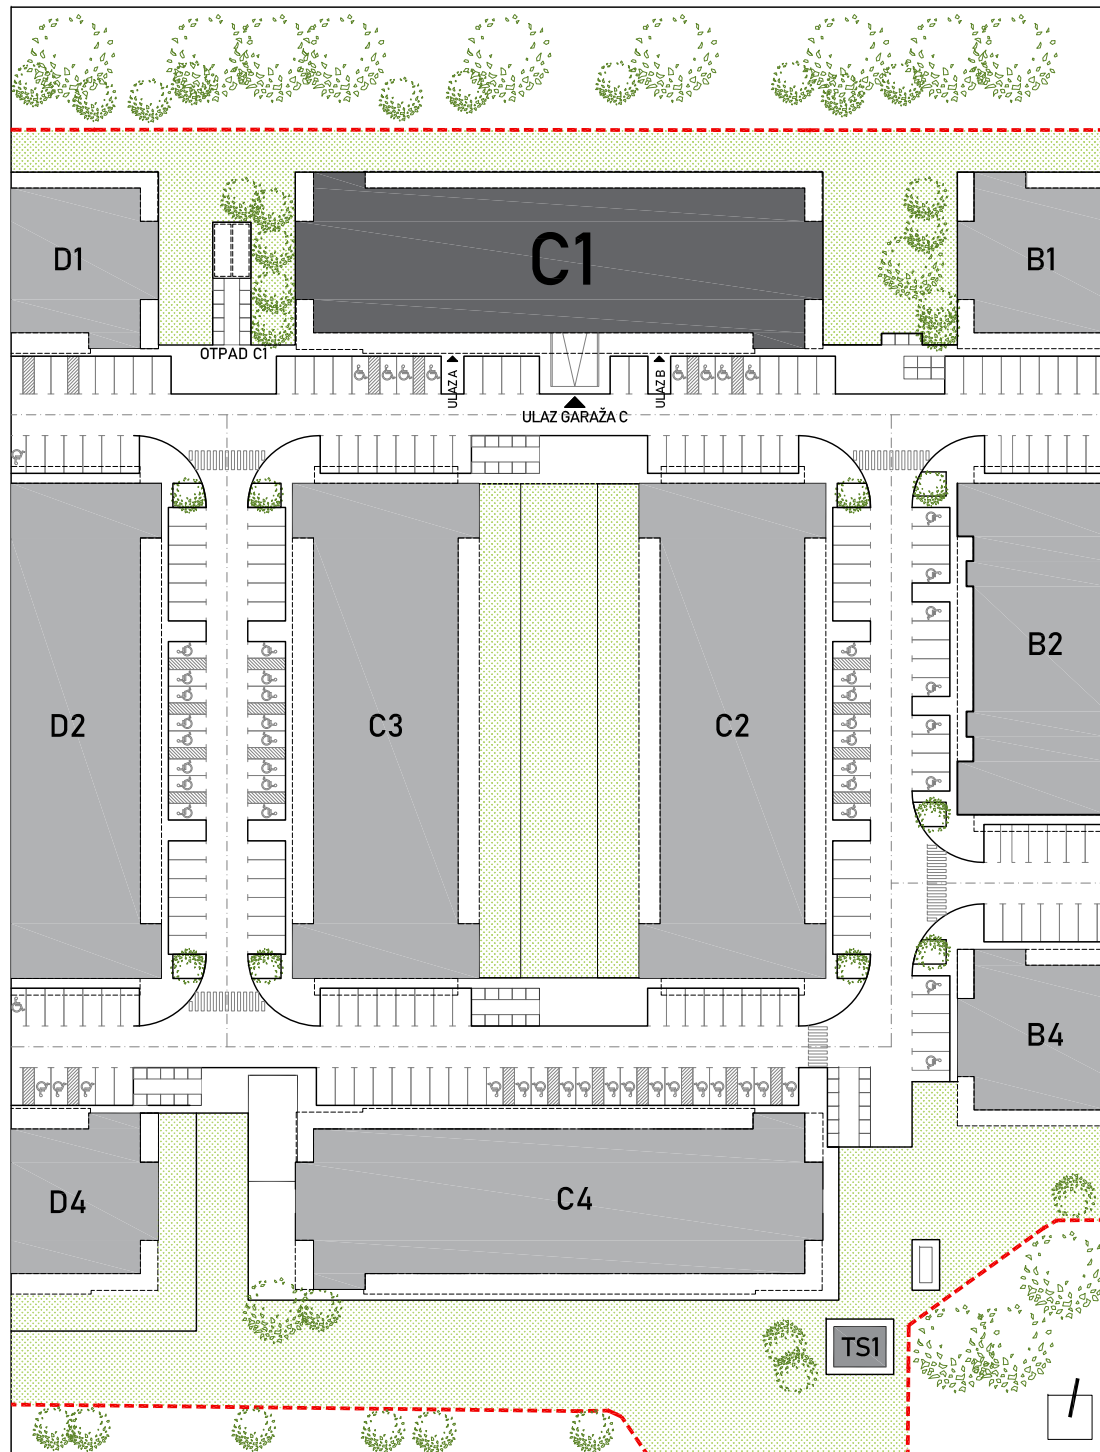 D1
C1
B1
OTPAD C1
ULAZ A
ULAZ B
ULAZ GARAŽA C
D2
C3
C2
B2
B4
D4
C4
TS1